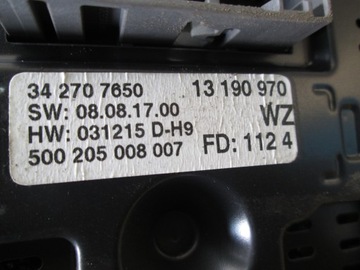 34 270 7650 13 190 970
SW: 08.08.17.00 WZ
HW: 031215 D-H9
500 205 008 007 FD: 112 4